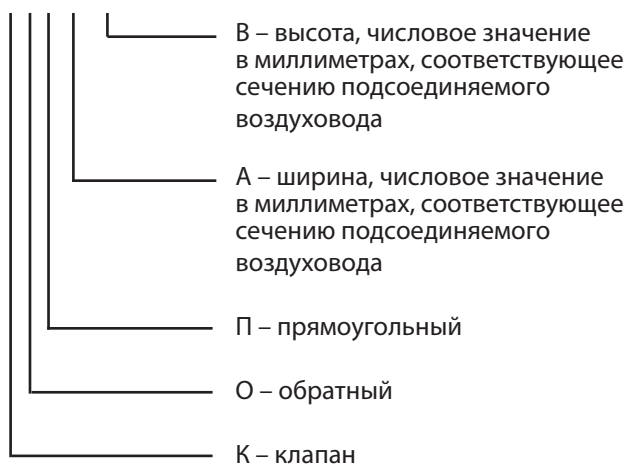 В – высота, числовое значение
в миллиметрах, соответствующее
сечению подсоединяемого
воздуховода
А – ширина, числовое значение
в миллиметрах, соответствующее
сечению подсоединяемого
воздуховода
П – прямоугольный
О – обратный
К – клапан